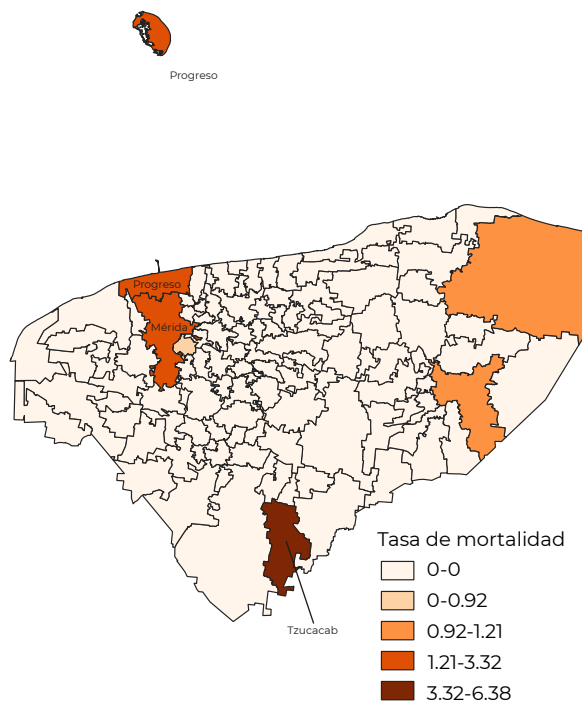 Progreso
Progreso
Mérida
Tzucacab
Tasa de mortalidad
0-0
0-0.92
0.92-1.21
1.21-3.32
3.32-6.38